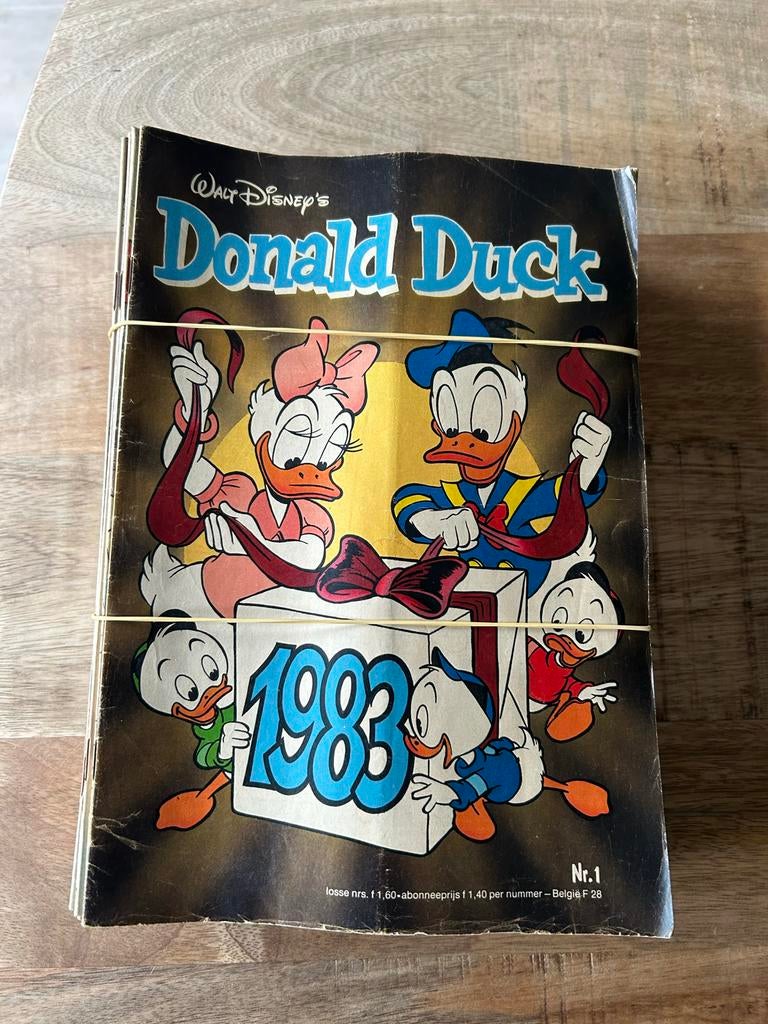 Walt Disney's
Donald Duck
1983
Nr. 1
losse nrs. f 1,60-abonneeprijs f 1,40 per nummer – België F 28